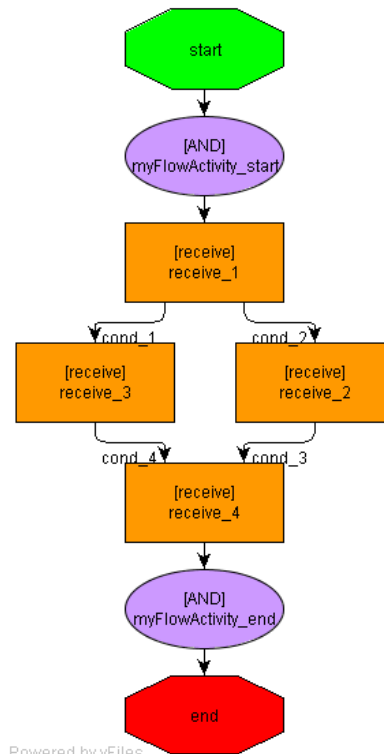 start
[AND]
myFlowActivity_start
[receive]
receive_1
cond_1
cond_2
[receive]
receive_3
[receive]
receive_2
cond_4
cond_3
[receive]
receive_4
[AND]
myFlowActivity_end
end
Powered by yFiles